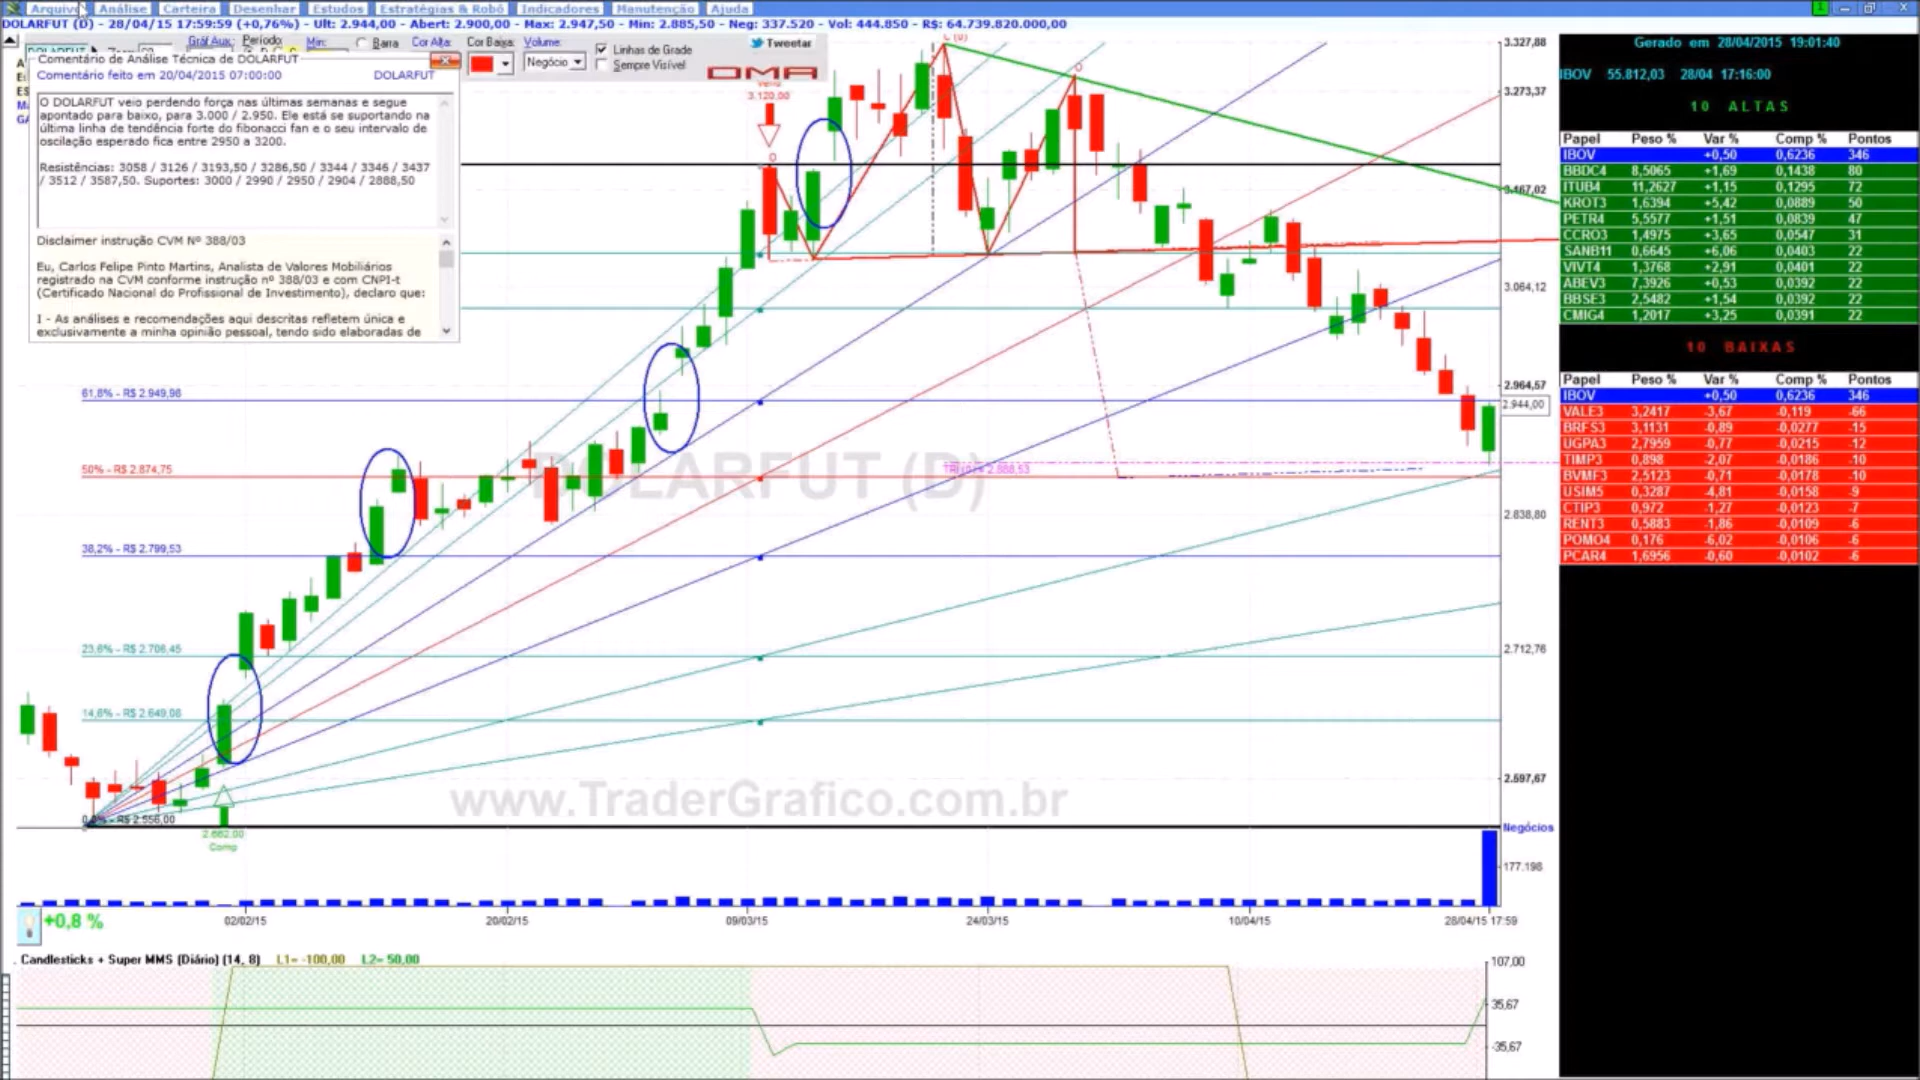 Arquivo Análise Carteira Desenhar Estudos Estratégias & Robô Indicadores Manutenção Ajuda
DOLARFUT (D) - 28/04/15 17:59:59 (+0,76%) - Ult: 2.944,00 - Abert: 2.900,00 - Max: 2.947,50 - Min: 2.885,50 - Neg: 337.520 - Vol: 444.850 - R$: 64.739.820.000,00
Gráf Aux: Período: Min: Barra Cor Alta: Cor Baixa: Volume:
Negócio
Linhas de Grade
Sempre Visível
Tweetar
OMA
Comentário de Análise Técnica de DOLARFUT
Comentário feito em 20/04/2015 07:00:00 DOLARFUT
O DOLARFUT veio perdendo força nas últimas semanas e segue
apontado para baixo, para 3.000 / 2.950. Ele está se suportando na
última linha de tendência forte do fibonacci fan e o seu intervalo de
oscilação esperado fica entre 2950 a 3200.
Resistências: 3058 / 3126 / 3193,50 / 3286,50 / 3344 / 3346 / 3437
/ 3512 / 3587,50. Suportes: 3000 / 2990 / 2950 / 2904 / 2888,50
Disclaimer instrução CVM Nº 388/03
Eu, Carlos Felipe Pinto Martins, Analista de Valores Mobiliários
registrado na CVM conforme instrução nº 388/03 e com CNPI-t
(Certificado Nacional do Profissional de Investimento), declaro que:
I - As análises e recomendações aqui descritas refletem única e
exclusivamente a minha opinião pessoal, tendo sido elaboradas de
3.120,00
3.327,88
3.273,37
3.064,12
2.964,57
2.944,00
2.838,80
2.712,76
2.597,67
61,8% - R$ 2.949,98
50% - R$ 2.874,75
38,2% - R$ 2.799,53
23,6% - R$ 2.706,45
14,6% - R$ 2.649,08
0,0% - R$ 2.556,00
2.662,00
Comp
DOLARFUT (D)
www.TraderGrafico.com.br
Negócios
177.198
+0,8 %
02/02/15 20/02/15 09/03/15 24/03/15 10/04/15 28/04/15 17:59
Candlesticks + Super MMS (Diário) (14, 8) L1= -100,00 L2= 50,00
107,00
35,67
-35,67
Gerado em 28/04/2015 19:01:40
IBOV 55.812,03 28/04 17:16:00
10 ALTAS
Papel Peso % Var % Comp % Pontos
IBOV +0,50 0,6236 346
BBDC4 8,5065 +1,69 0,1438 80
ITUB4 11,2627 +1,15 0,1295 72
KROT3 1,6394 +5,42 0,0889 50
PETR4 5,5577 +1,51 0,0839 47
CCRO3 1,4975 +3,65 0,0547 31
SANB11 0,6645 +6,06 0,0403 22
VIVT4 1,3768 +2,91 0,0401 22
ABEV3 7,3926 +0,53 0,0392 22
BBSE3 2,5482 +1,54 0,0392 22
CMIG4 1,2017 +3,25 0,0391 22
10 BAIXAS
Papel Peso % Var % Comp % Pontos
IBOV +0,50 0,6236 346
VALE3 3,2417 -3,67 -0,119 -66
BRFS3 3,1131 -0,89 -0,0277 -15
UGPA3 2,7959 -0,77 -0,0215 -12
TIMP3 0,898 -2,07 -0,0186 -10
BVMF3 2,5123 -0,71 -0,0178 -10
USIM5 0,3287 -4,81 -0,0158 -9
CTIP3 0,972 -1,27 -0,0123 -7
RENT3 0,5883 -1,86 -0,0109 -6
POMO4 0,176 -6,02 -0,0106 -6
PCAR4 1,6956 -0,60 -0,0102 -6